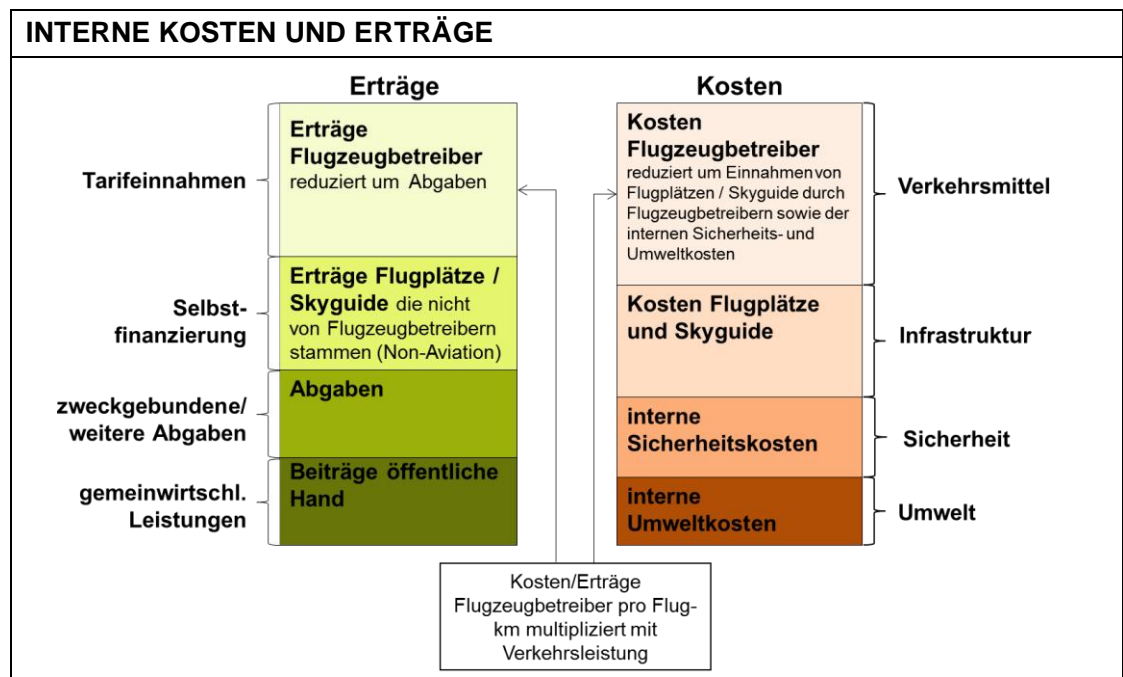 INTERNE KOSTEN UND ERTRÄGE
Erträge
Kosten
Tarifeinnahmen
Erträge
Flugzeugbetreiber
reduziert um Abgaben
Kosten
Flugzeugbetreiber
reduziert um Einnahmen von
Flugplätzen / Skyguide durch
Flugzeugbetreibern sowie der
internen Sicherheits- und
Umweltkosten
Verkehrsmittel
Selbst-
finanzierung
Erträge Flugplätze /
Skyguide die nicht
von Flugzeugbetreibern
stammen (Non-Aviation)
Kosten Flugplätze
und Skyguide
Infrastruktur
zweckgebundene/
weitere Abgaben
Abgaben
interne
Sicherheitskosten
Sicherheit
gemeinwirtschl.
Leistungen
Beiträge öffentliche
Hand
interne
Umweltkosten
Umwelt
Kosten/Erträge
Flugzeugbetreiber pro Flug-
km multipliziert mit
Verkehrsleistung